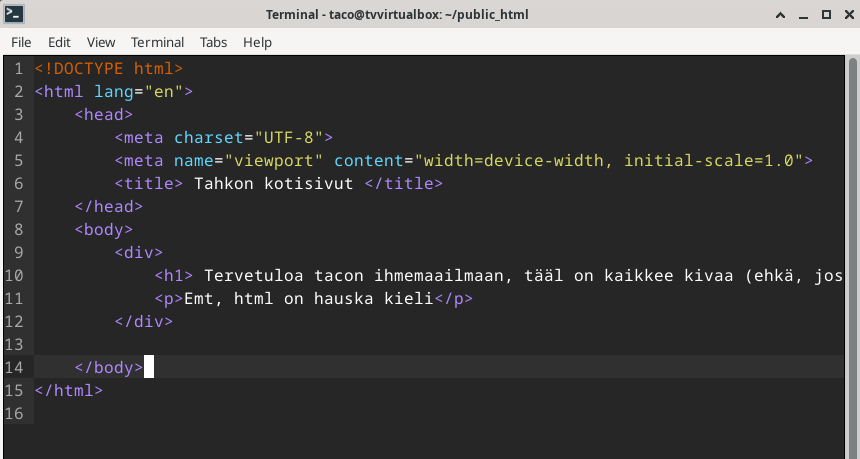 Terminal - taco@tvvirtualbox: ~/public_html
File Edit View Terminal Tabs Help
1 <!DOCTYPE html>
2 <html lang="en">
3     <head>
4         <meta charset="UTF-8">
5         <meta name="viewport" content="width=device-width, initial-scale=1.0">
6         <title> Tahkon kotisivut </title>
7     </head>
8     <body>
9         <div>
10             <h1> Tervetuloa tacon ihmemaailmaan, tääl on kaikkee kivaa (ehkä, jos
11             <p>Emt, html on hauska kieli</p>
12         </div>
13
14     </body>
15 </html>
16